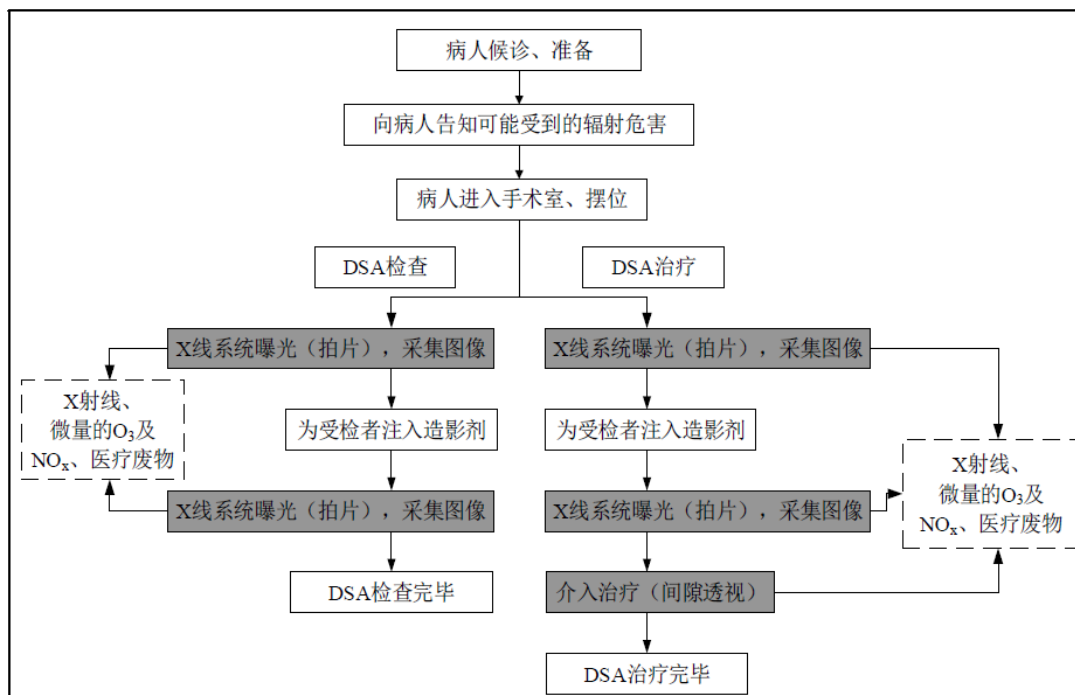 病人候诊、准备
向病人告知可能受到的辐射危害
病人进入手术室、摆位
DSA检查
DSA治疗
X线系统曝光（拍片），采集图像
X线系统曝光（拍片），采集图像
X射线、
微量的O₃及
NOₓ、医疗废物
为受检者注入造影剂
为受检者注入造影剂
X射线、
微量的O₃及
NOₓ、医疗废物
X线系统曝光（拍片），采集图像
X线系统曝光（拍片），采集图像
DSA检查完毕
介入治疗（间隙透视）
DSA治疗完毕